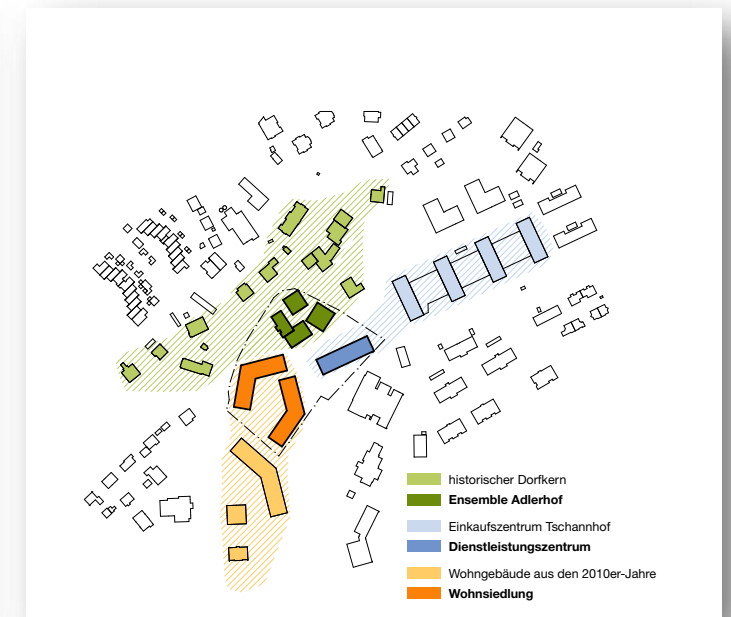 historischer Dorfkern
Ensemble Adlerhof
Einkaufszentrum Tschannhof
Dienstleistungszentrum
Wohngebäude aus den 2010er-Jahre
Wohnsiedlung